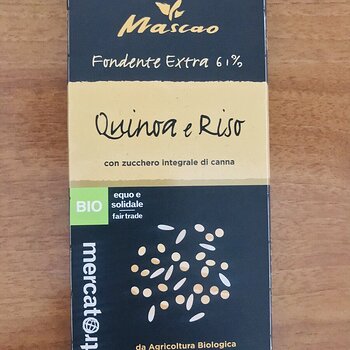 Mascao
Fondente Extra 61%
Quinoa e Riso
con zucchero integrale di canna
BIO
equo e
solidale
fair trade
da Agricoltura Biologica